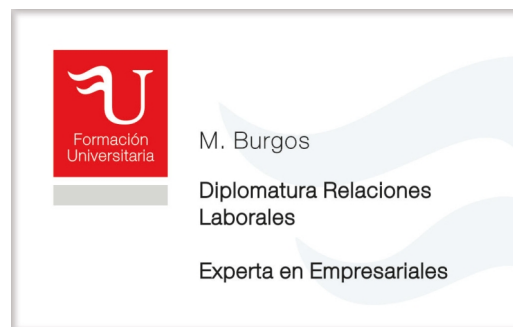 U
Formación
Universitaria
M. Burgos
Diplomatura Relaciones
Laborales
Experta en Empresariales